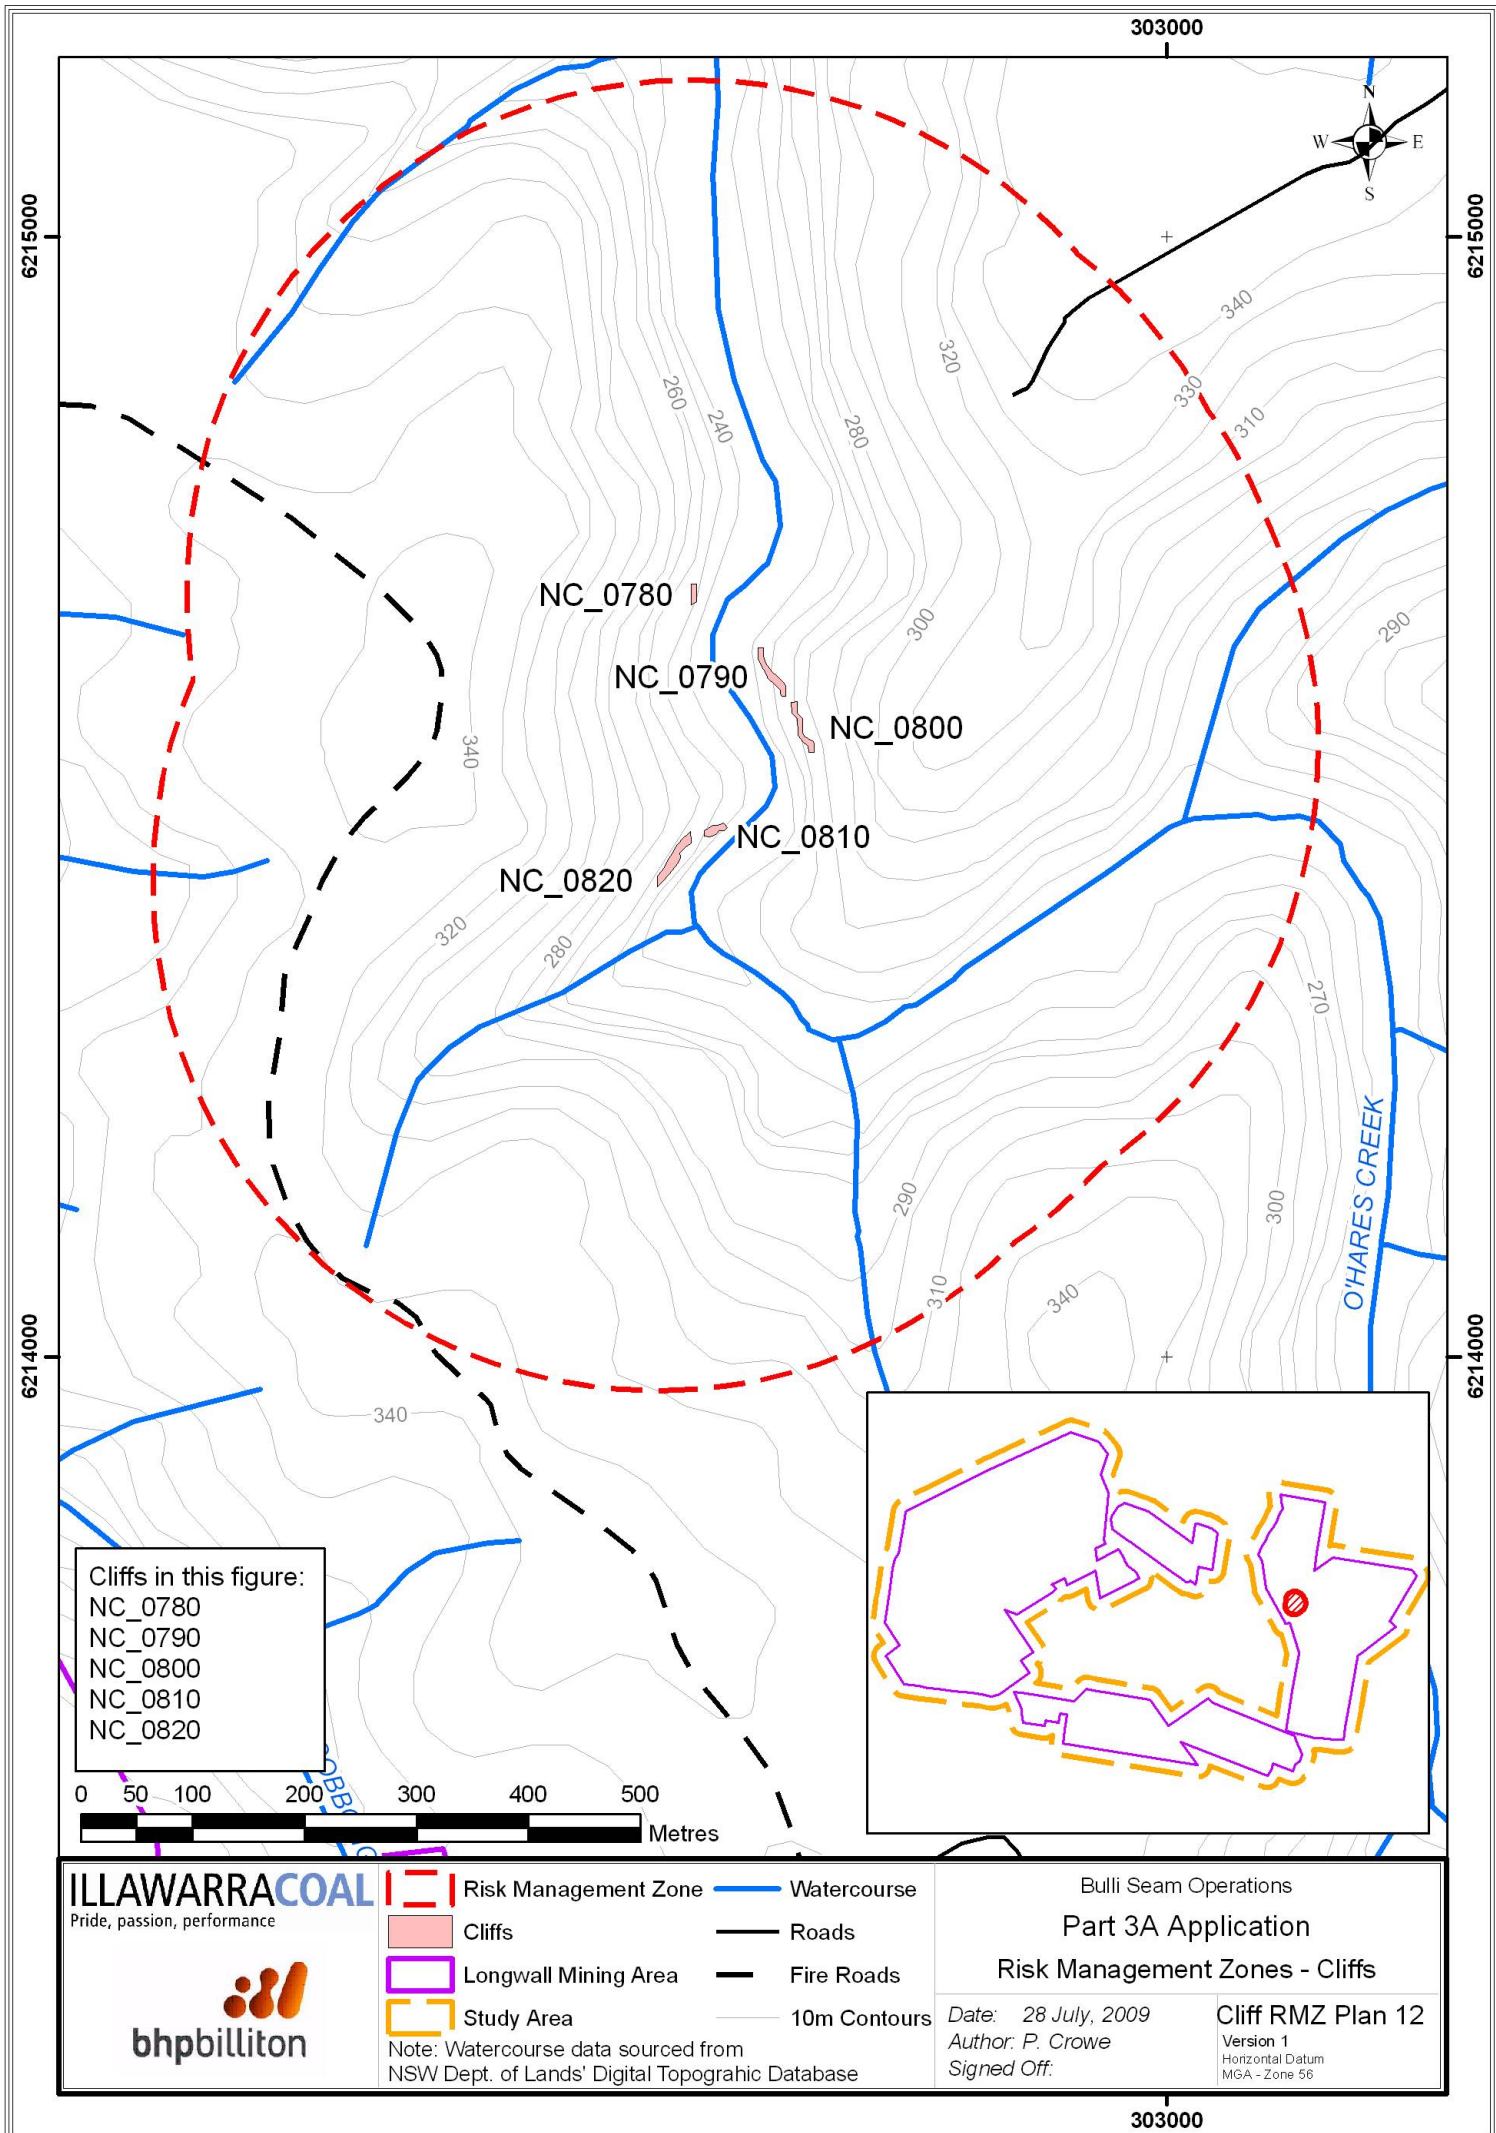 303000
N
W E
S
6215000
6215000
340
320
330
310
260
240
280
NC_0780
300
290
NC_0790
NC_0800
340
NC_0810
NC_0820
320
280
270
O'HARES CREEK
290
300
310
340
6214000
6214000
340
Cliffs in this figure:
NC_0780
NC_0790
NC_0800
NC_0810
NC_0820
0 50 100 200 300 400 500
Metres
ILLAWARRACOAL
Pride, passion, performance
bhpbilliton
Risk Management Zone
Cliffs
Longwall Mining Area
Study Area
Watercourse
Roads
Fire Roads
10m Contours
Note: Watercourse data sourced from
NSW Dept. of Lands' Digital Topograhic Database
Bulli Seam Operations
Part 3A Application
Risk Management Zones - Cliffs
Date: 28 July, 2009
Author: P. Crowe
Signed Off:
Cliff RMZ Plan 12
Version 1
Horizontal Datum
MGA - Zone 56
303000